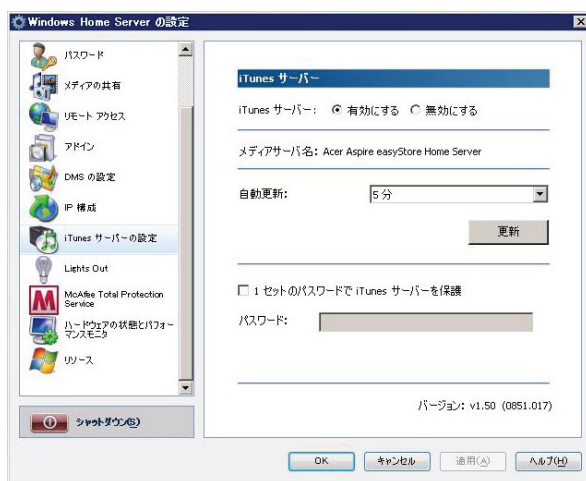 Windows Home Server の設定
パスワード
メディアの共有
リモート アクセス
アドイン
DMS の設定
IP 構成
iTunes サーバーの設定
Lights Out
McAfee Total Protection
Service
ハードウェアの状態とパフォー
マンスモニタ
リソース
シャットダウン(S)
iTunes サーバー
iTunes サーバー: 有効にする 無効にする
メディアサーバ名: Acer Aspire easyStore Home Server
自動更新: 5 分
更新
1 セットのパスワードで iTunes サーバーを保護
パスワード:
バージョン: v1.50 (0851.017)
OK キャンセル 適用(A) ヘルプ(H)